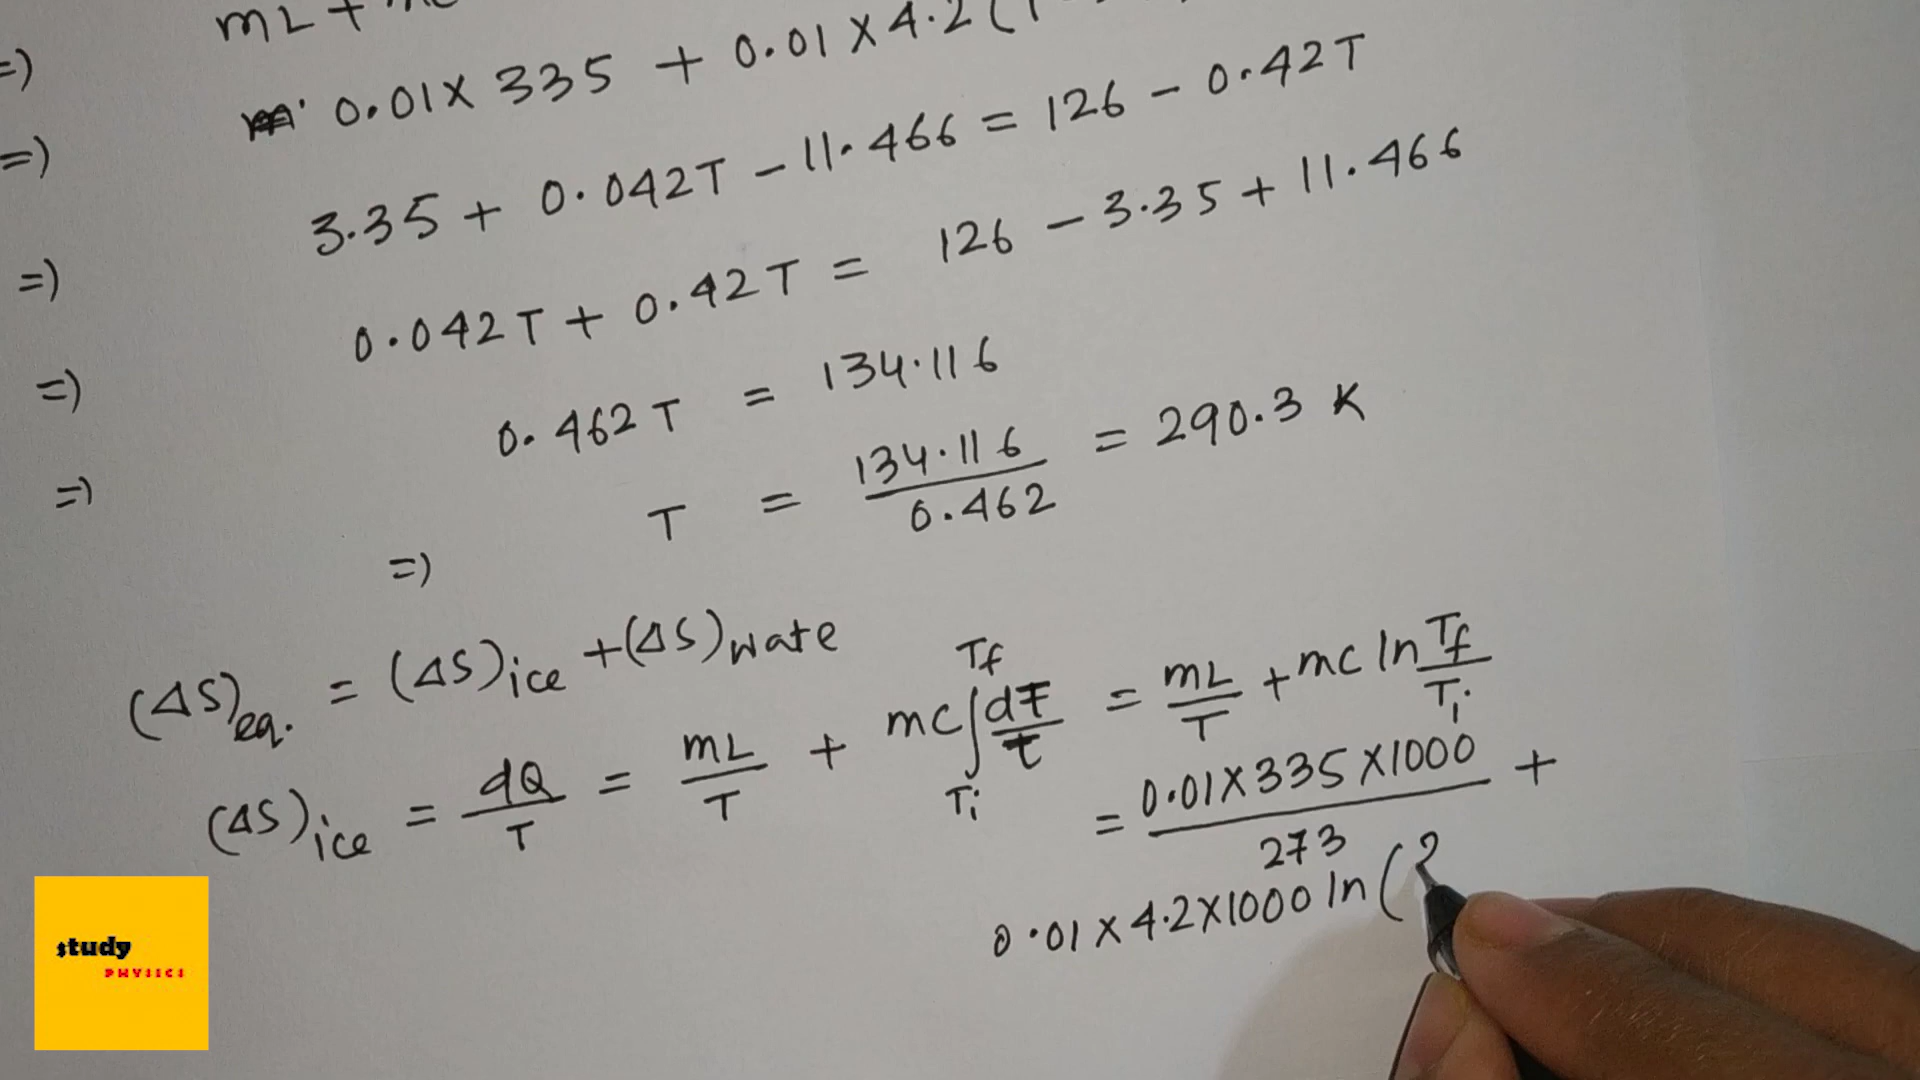 mL +
=) 0.01 × 335 + 0.01 × 4.2 (
=) 3.35 + 0.042T - 11.466 = 126 - 0.42T
=) 0.042T + 0.42T = 126 - 3.35 + 11.466
=) 0.462T = 134.116
=) T = 134.116 / 0.462 = 290.3 K
=)
(ΔS)eq. = (ΔS)ice + (ΔS)wate
(ΔS)ice = dQ/T = mL/T + mc ∫Ti^Tf dT/t = mL/T + mc ln Tf/Ti
= 0.01×335×1000 / 273 +
0.01 × 4.2×1000 ln (2
study
PHYSICS